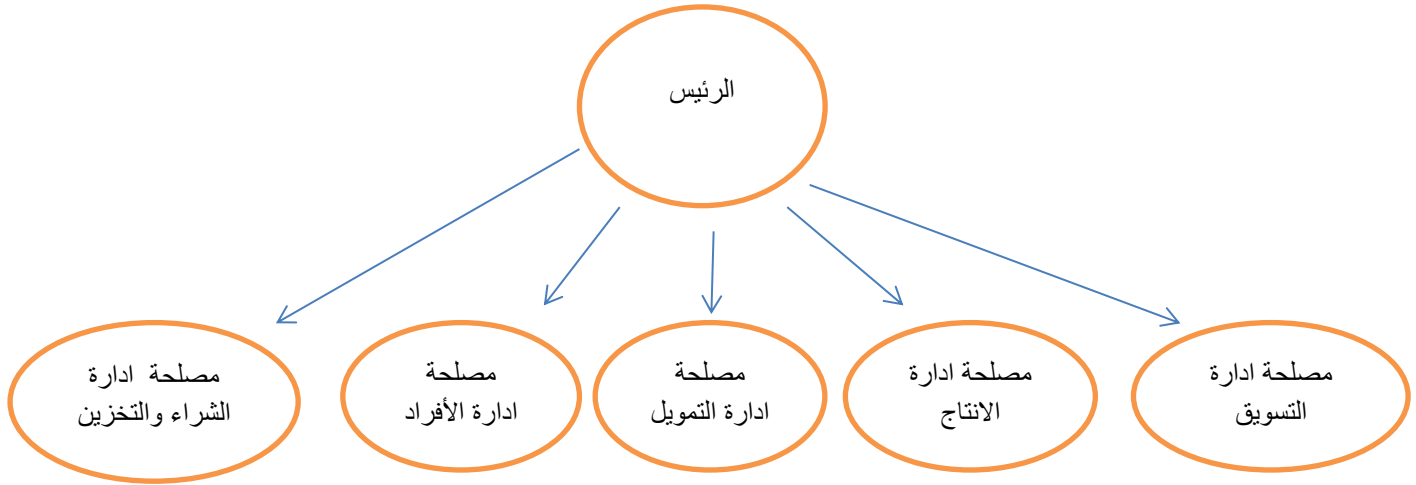 الرئيس
مصلحة ادارة
التسويق
مصلحة ادارة
الانتاج
مصلحة
ادارة التمويل
مصلحة
ادارة الأفراد
مصلحة ادارة
الشراء والتخزين